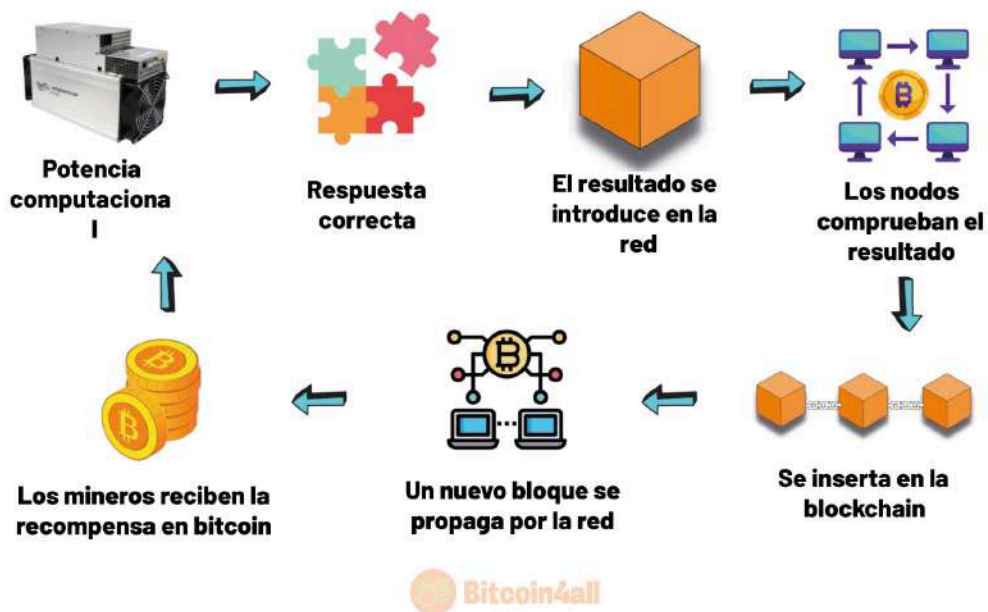 Potencia
computaciona
l
Respuesta
correcta
El resultado se
introduce en la
red
Los nodos
comprueban el
resultado
Se inserta en la
blockchain
Un nuevo bloque se
propaga por la red
Los mineros reciben la
recompensa en bitcoin
Bitcoin4all